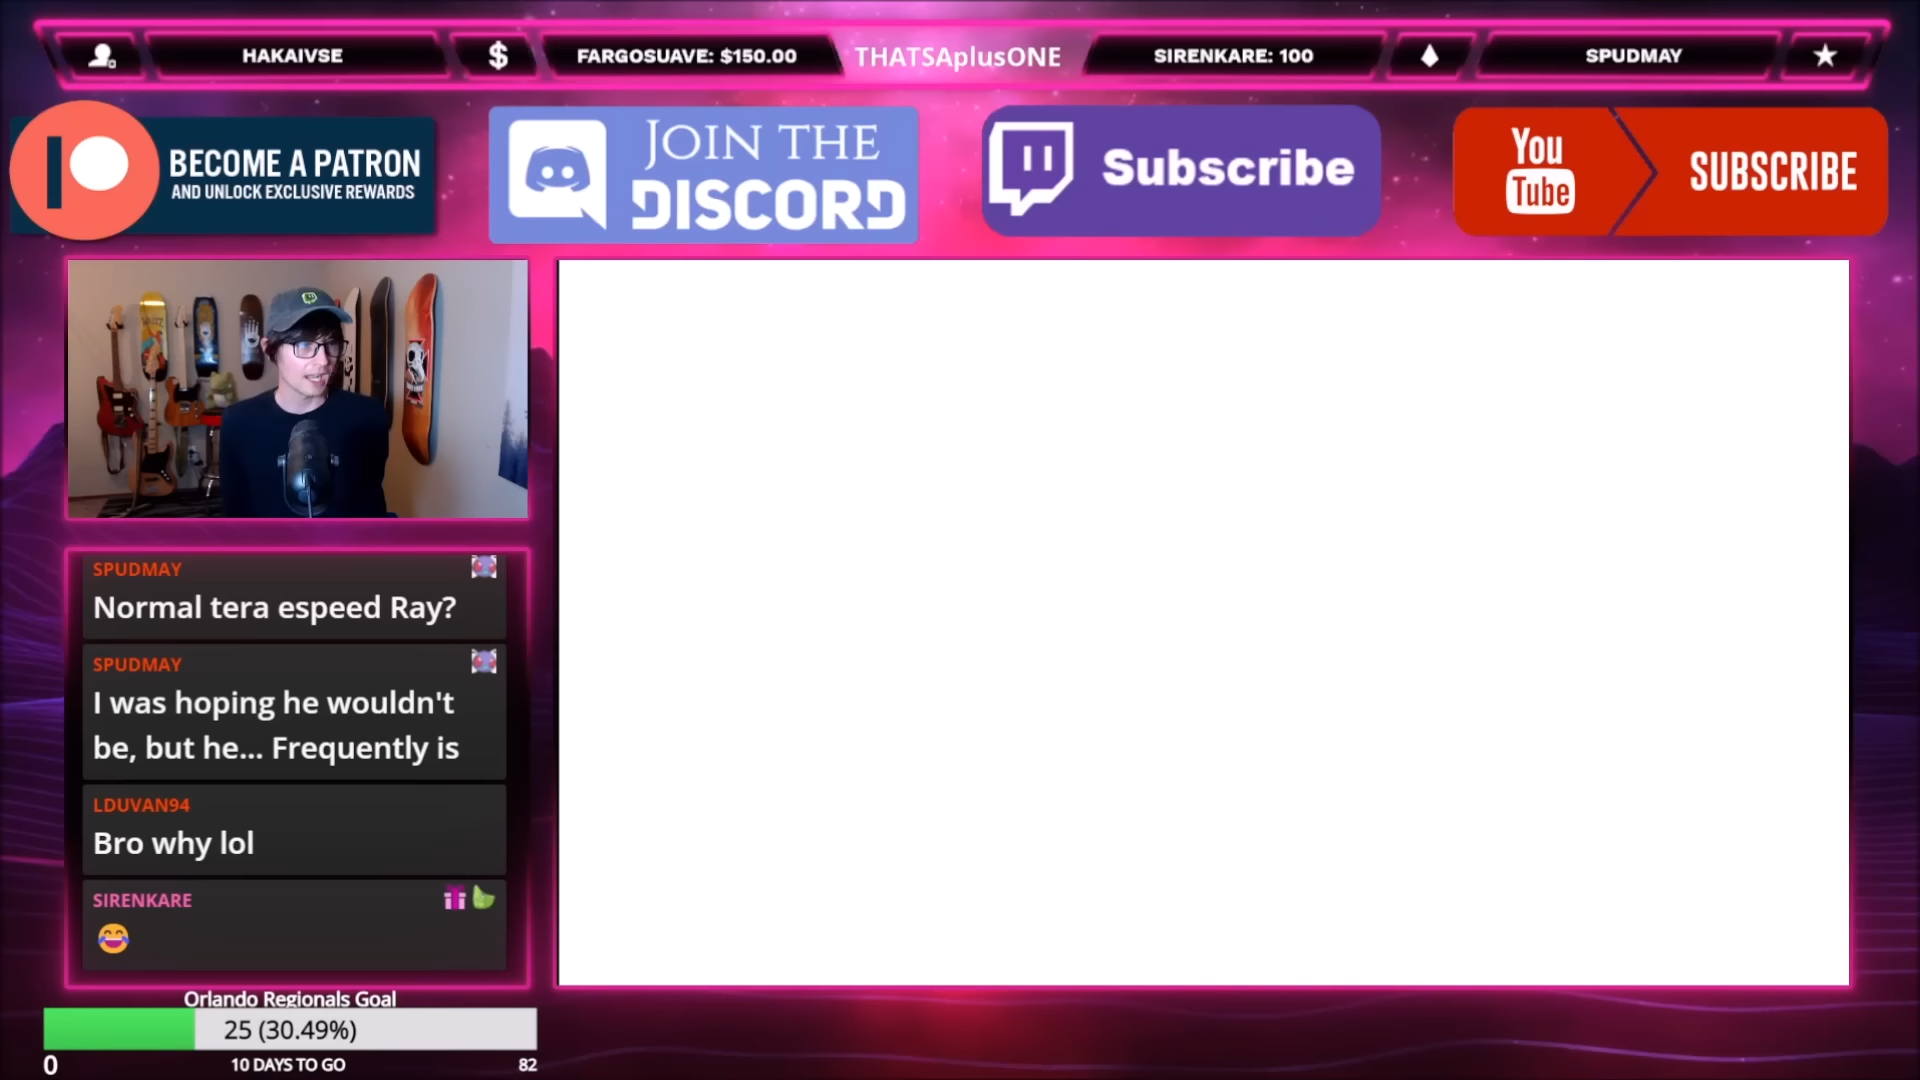 HAKAIVSE
$
FARGOSUAVE: $150.00
THATSAplusONE
SIRENKARE: 100
SPUDMAY
BECOME A PATRON
AND UNLOCK EXCLUSIVE REWARDS
JOIN THE
DISCORD
Subscribe
You
Tube
SUBSCRIBE
SPUDMAY
Normal tera espeed Ray?
SPUDMAY
I was hoping he wouldn't
be, but he... Frequently is
LDUVAN94
Bro why lol
SIRENKARE
Orlando Regionals Goal
25 (30.49%)
0
10 DAYS TO GO
82